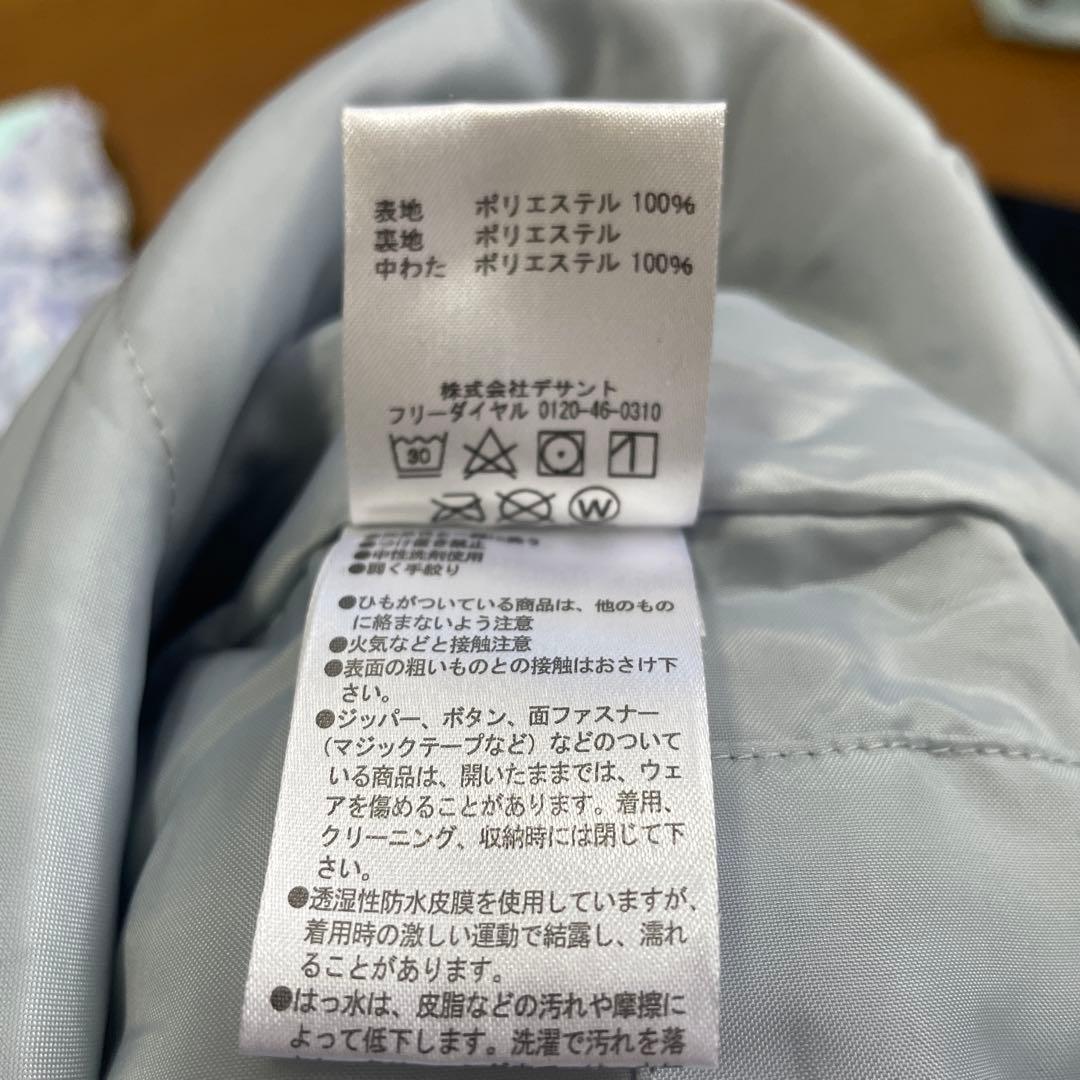 表地 ポリエステル 100%
裏地 ポリエステル
中わた ポリエステル 100%
株式会社デサント
フリーダイヤル 0120-46-0310
30
W
●中性洗剤使用
●弱く手絞り
●ひもがついている商品は、他のもの
に絡まないよう注意
●火気などと接触注意
●表面の粗いものとの接触はおさけ下
さい。
●ジッパー、ボタン、面ファスナー
(マジックテープなど)などのついて
いる商品は、開いたままでは、ウェ
アを傷めることがあります。着用、
クリーニング、収納時には閉じて下
さい。
●透湿性防水皮膜を使用していますが、
着用時の激しい運動で結露し、濡れ
ることがあります。
●はっ水は、皮脂などの汚れや摩擦に
よって低下します。洗濯で汚れを落